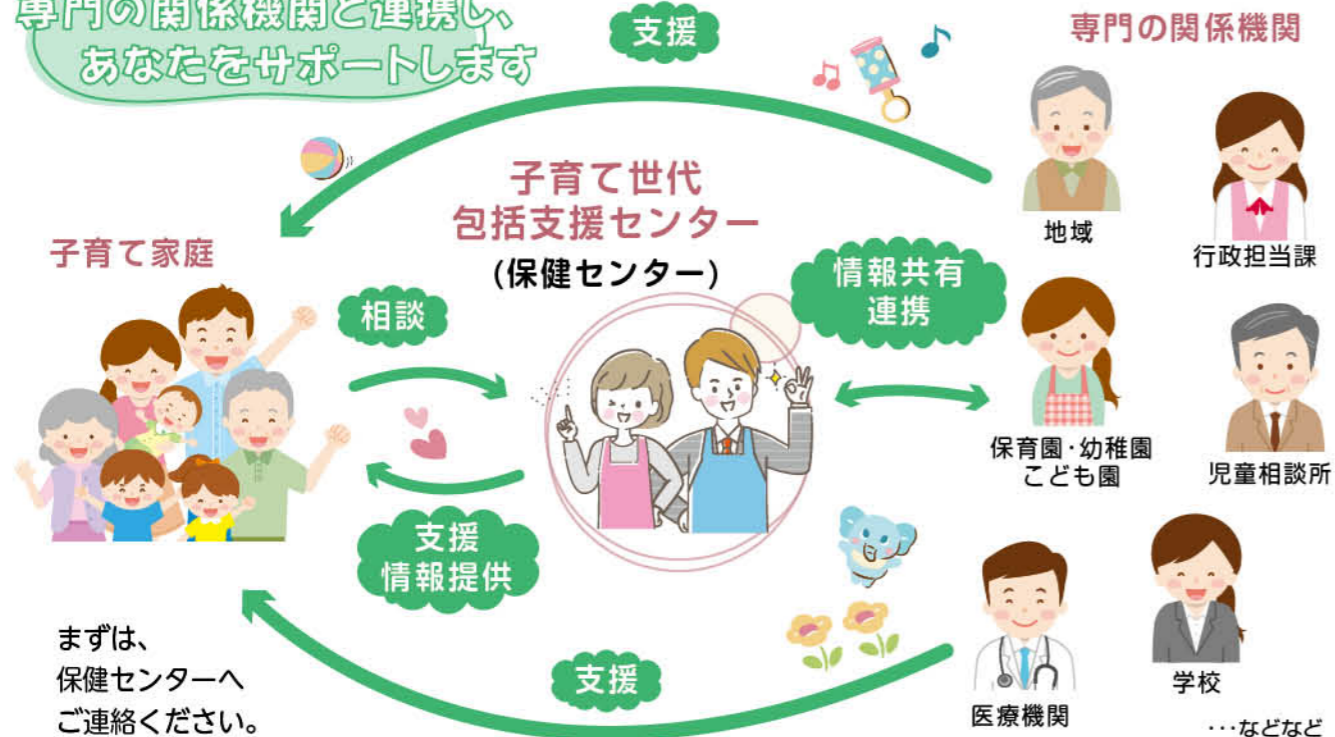 専門の関係機関と連携し、
あなたをサポートします
支援
専門の関係機関
地域
行政担当課
子育て世代
包括支援センター
(保健センター)
子育て家庭
相談
情報共有
連携
保育園・幼稚園
こども園
児童相談所
支援
情報提供
まずは、
保健センターへ
ご連絡ください。
支援
医療機関
学校
…などなど